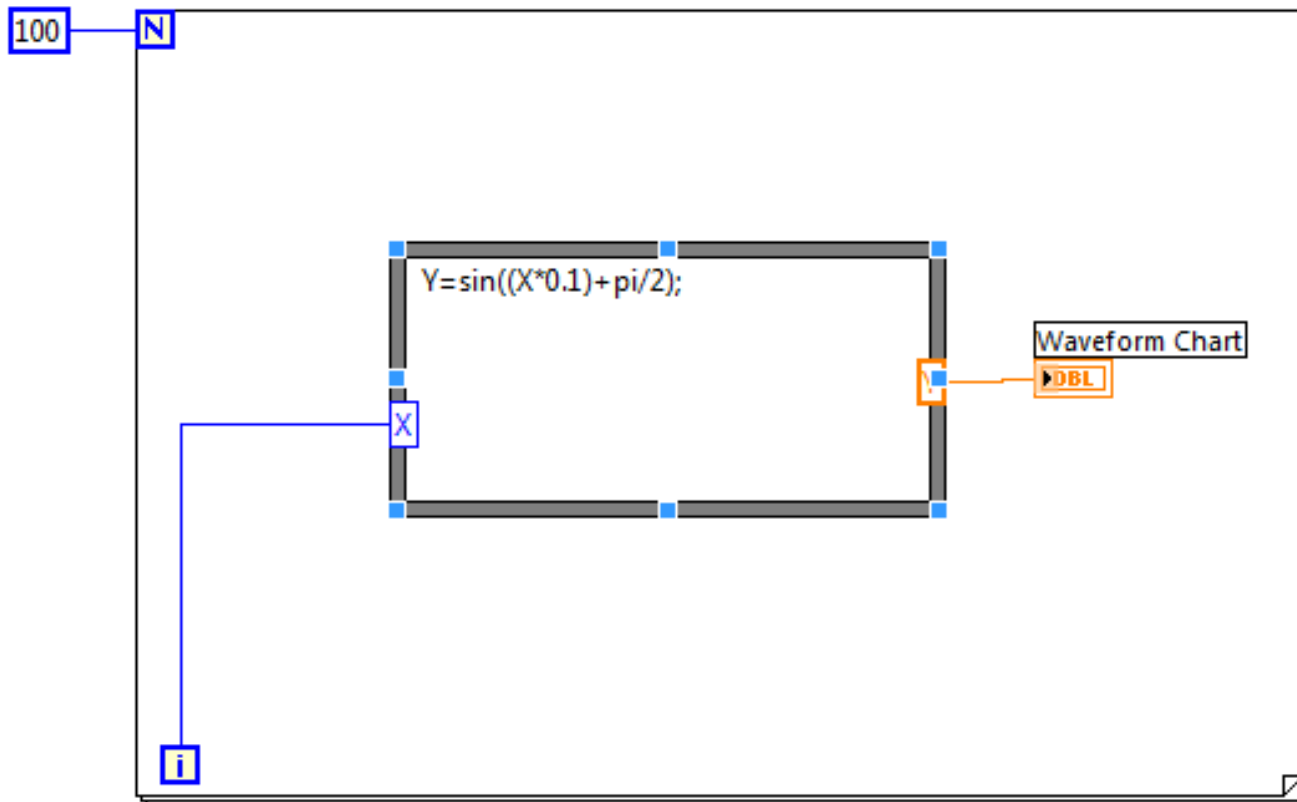 100
N
Y=sin((X*0.1)+pi/2);
Waveform Chart
DBL
X
i